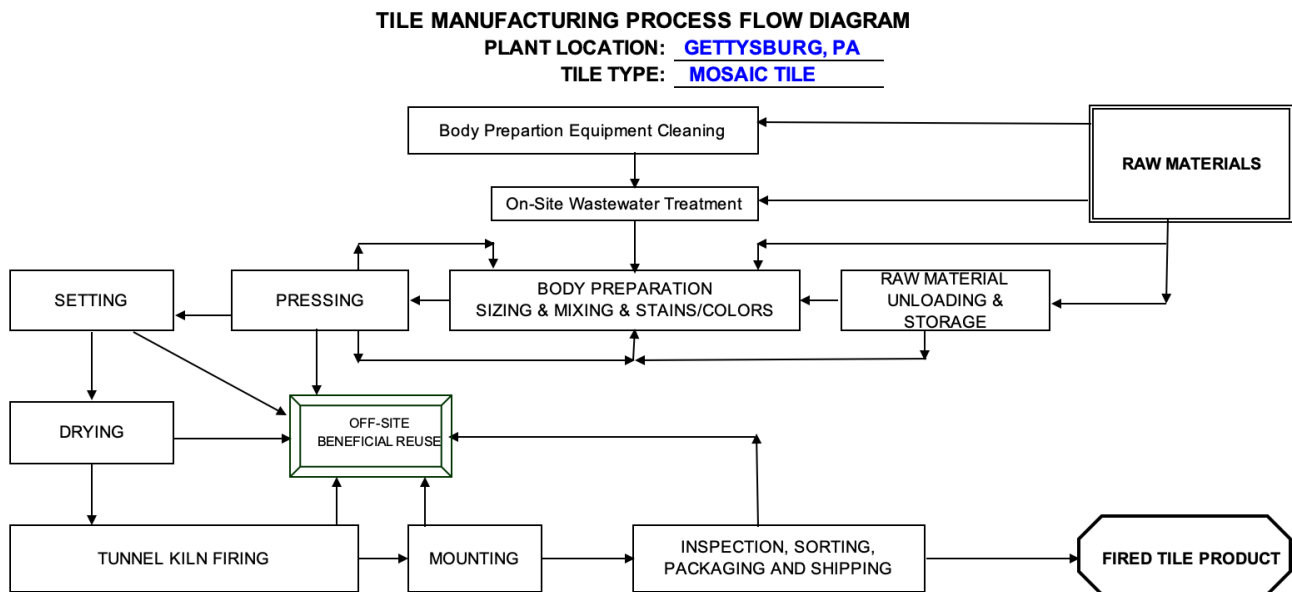 TILE MANUFACTURING PROCESS FLOW DIAGRAM
PLANT LOCATION: GETTYSBURG, PA
TILE TYPE: MOSAIC TILE
Body Prepartion Equipment Cleaning
RAW MATERIALS
On-Site Wastewater Treatment
SETTING
PRESSING
BODY PREPARATION
SIZING & MIXING & STAINS/COLORS
RAW MATERIAL
UNLOADING &
STORAGE
DRYING
OFF-SITE
BENEFICIAL REUSE
TUNNEL KILN FIRING
MOUNTING
INSPECTION, SORTING,
PACKAGING AND SHIPPING
FIRED TILE PRODUCT